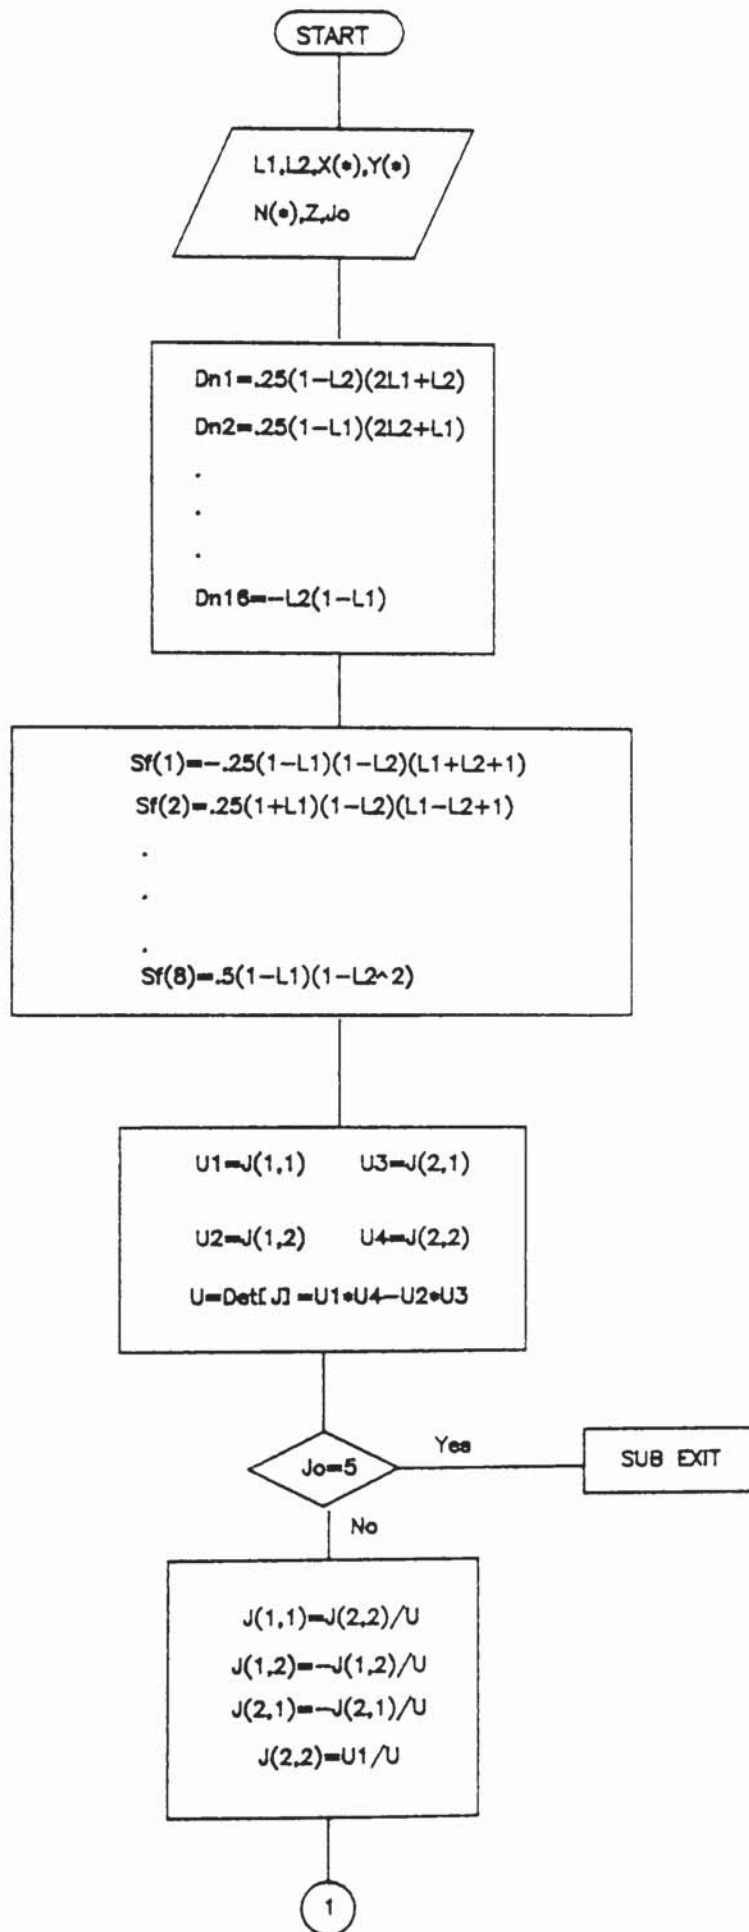 START
L1,L2,X(*),Y(*)
N(*),Z,Jo
Dn1=.25(1-L2)(2L1+L2)
Dn2=.25(1-L1)(2L2+L1)
.
.
.
Dn16=-L2(1-L1)
Sf(1)=-.25(1-L1)(1-L2)(L1+L2+1)
Sf(2)=.25(1+L1)(1-L2)(L1-L2+1)
.
.
.
Sf(8)=.5(1-L1)(1-L2^2)
U1=J(1,1) U3=J(2,1)
U2=J(1,2) U4=J(2,2)
U=Det[J]=U1*U4-U2*U3
Jo=5
Yes
SUB EXIT
No
J(1,1)=J(2,2)/U
J(1,2)=-J(1,2)/U
J(2,1)=-J(2,1)/U
J(2,2)=U1/U
1